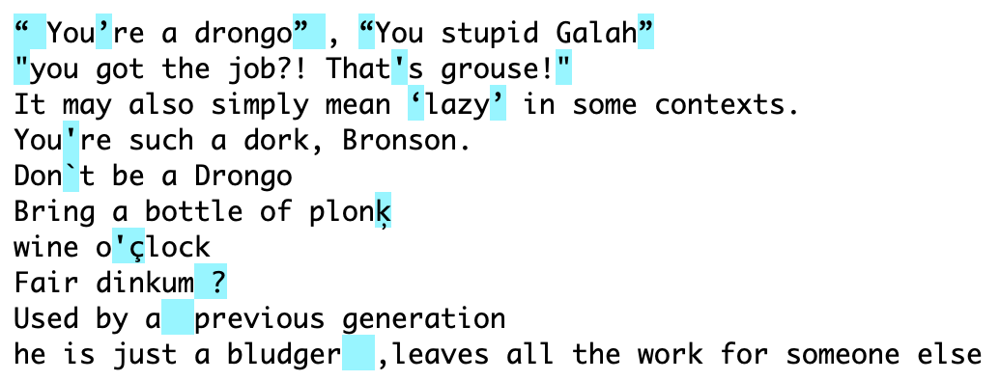 “ You’re a drongo” , “You stupid Galah”
"you got the job?! That's grouse!"
It may also simply mean ‘lazy’ in some contexts.
You're such a dork, Bronson.
Don`t be a Drongo
Bring a bottle of plonķ
wine o'çlock
Fair dinkum ?
Used by a  previous generation
he is just a bludger  ,leaves all the work for someone else